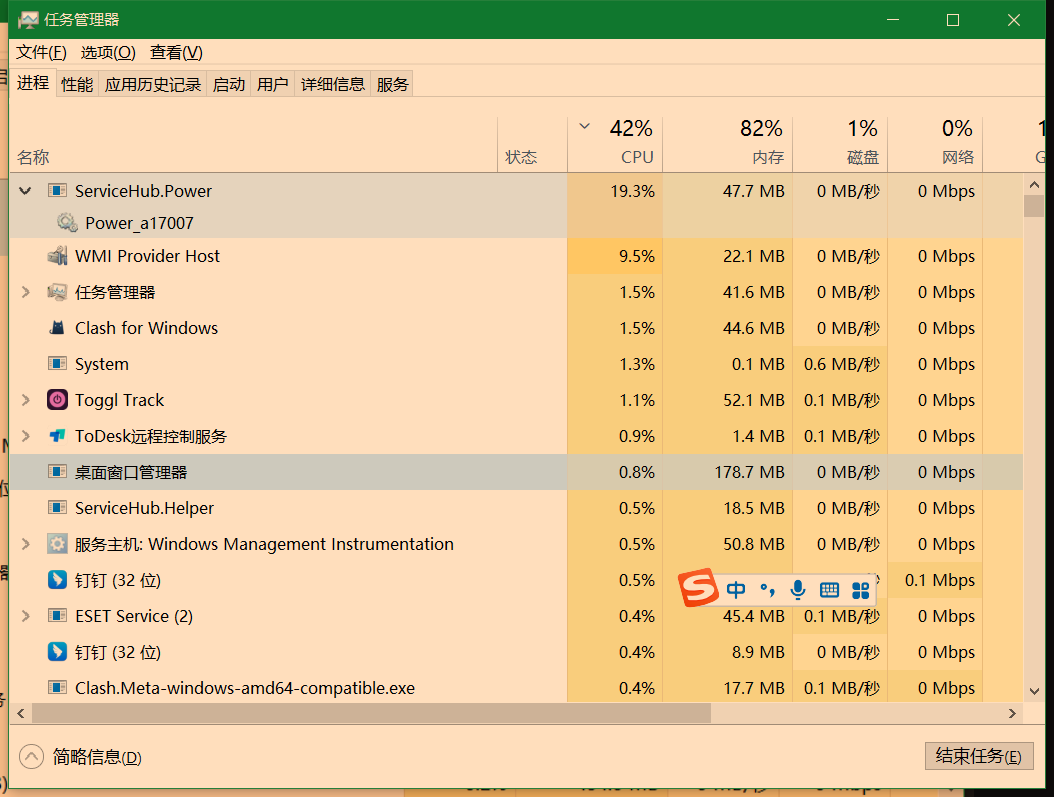 任务管理器
文件(F) 选项(O) 查看(V)
进程 性能 应用历史记录 启动 用户 详细信息 服务
42% 82% 1% 0% 1
名称 状态 CPU 内存 磁盘 网络 G
ServiceHub.Power 19.3% 47.7 MB 0 MB/秒 0 Mbps
Power_a17007
WMI Provider Host 9.5% 22.1 MB 0 MB/秒 0 Mbps
任务管理器 1.5% 41.6 MB 0 MB/秒 0 Mbps
Clash for Windows 1.5% 44.6 MB 0 MB/秒 0 Mbps
System 1.3% 0.1 MB 0.6 MB/秒 0 Mbps
Toggl Track 1.1% 52.1 MB 0.1 MB/秒 0 Mbps
ToDesk远程控制服务 0.9% 1.4 MB 0.1 MB/秒 0 Mbps
桌面窗口管理器 0.8% 178.7 MB 0 MB/秒 0 Mbps
ServiceHub.Helper 0.5% 18.5 MB 0 MB/秒 0 Mbps
服务主机: Windows Management Instrumentation 0.5% 50.8 MB 0 MB/秒 0 Mbps
钉钉 (32 位) 0.5% 0.1 Mbps
S 中
ESET Service (2) 0.4% 45.4 MB 0.1 MB/秒 0 Mbps
钉钉 (32 位) 0.4% 8.9 MB 0 MB/秒 0 Mbps
Clash.Meta-windows-amd64-compatible.exe 0.4% 17.7 MB 0.1 MB/秒 0 Mbps
简略信息(D) 结束任务(E)